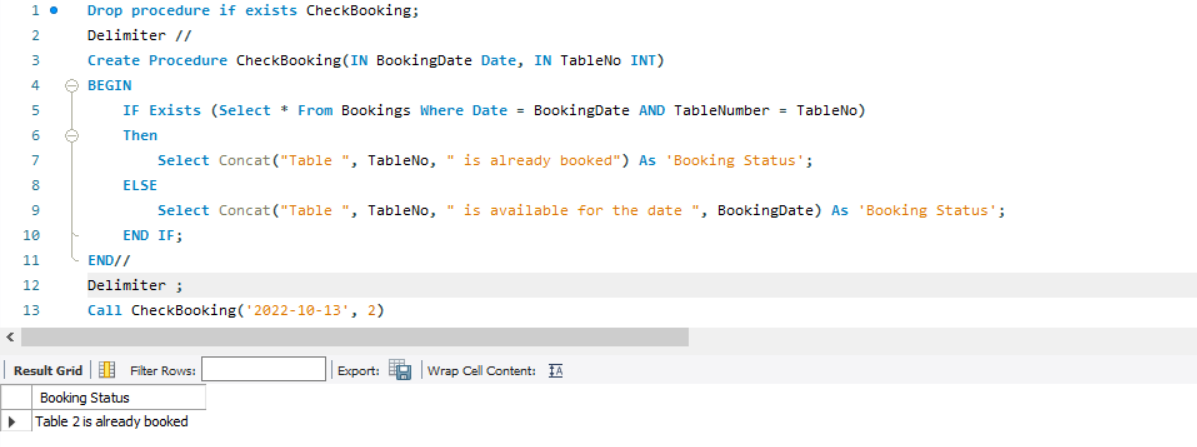 1 Drop procedure if exists CheckBooking;
2 Delimiter //
3 Create Procedure CheckBooking(IN BookingDate Date, IN TableNo INT)
4 BEGIN
5 IF Exists (Select * From Bookings Where Date = BookingDate AND TableNumber = TableNo)
6 Then
7 Select Concat("Table ", TableNo, " is already booked") As 'Booking Status';
8 ELSE
9 Select Concat("Table ", TableNo, " is available for the date ", BookingDate) As 'Booking Status';
10 END IF;
11 END//
12 Delimiter ;
13 Call CheckBooking('2022-10-13', 2)
Result Grid Filter Rows: Export: Wrap Cell Content: IA
Booking Status
Table 2 is already booked